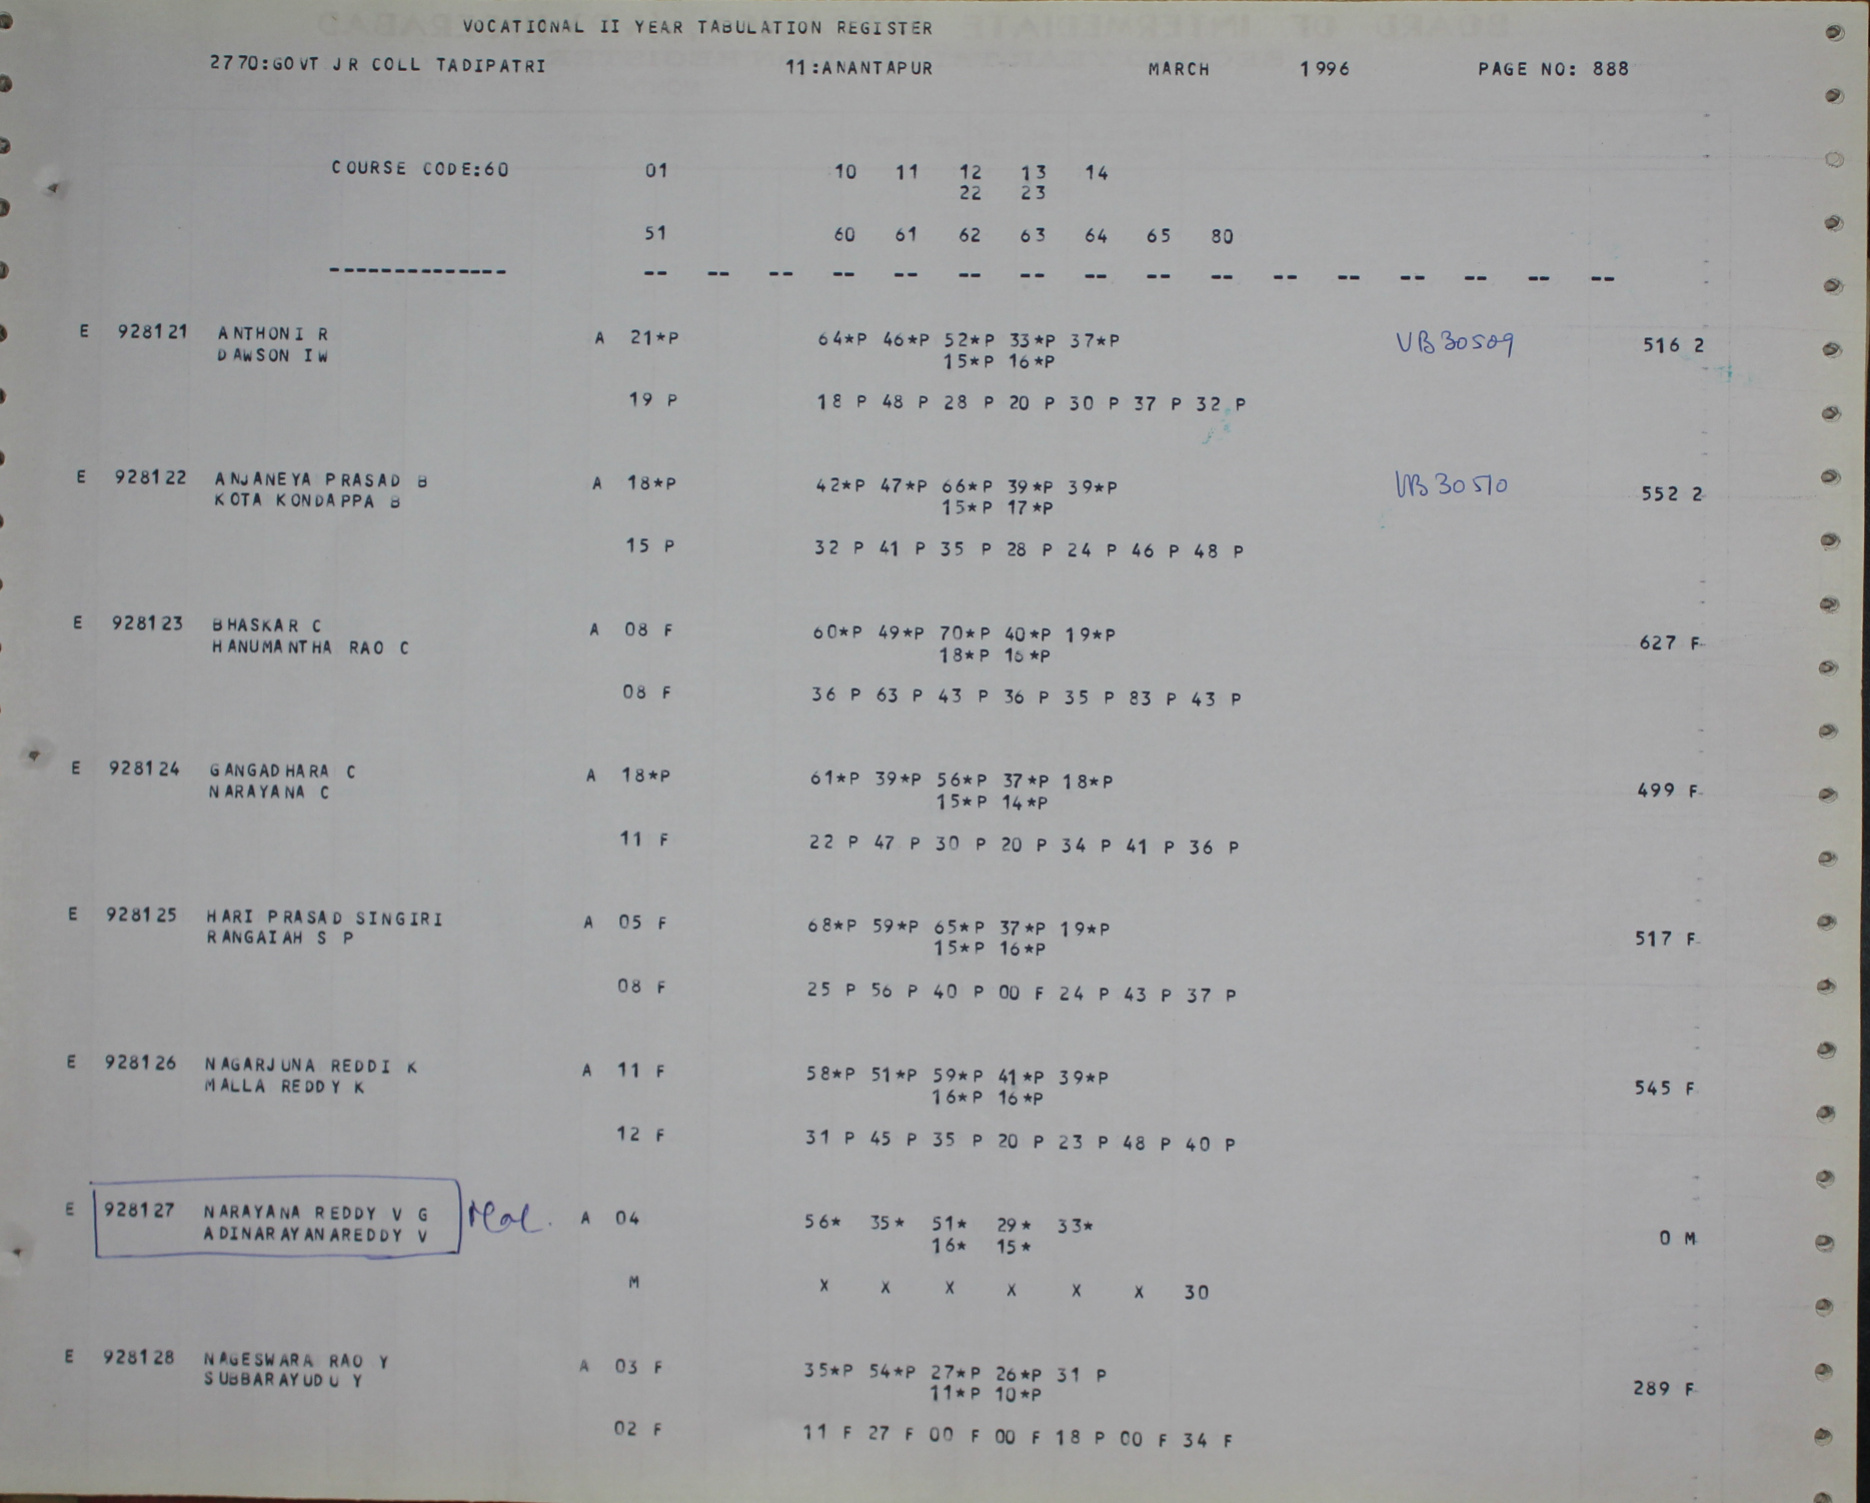 VOCATIONAL II YEAR TABULATION REGISTER
2770:GOVT JR COLL TADIPATRI 11:ANANTAPUR MARCH 1996 PAGE NO: 888
COURSE CODE:60 01 10 11 12 13 14
22 23
51 60 61 62 63 64 65 80
-------------- -- -- -- -- -- -- -- -- -- -- -- -- -- -- -- --
E 928121 ANTHONI R A 21*P 64*P 46*P 52*P 33*P 37*P VB30509 516 2
DAWSON IW 15*P 16*P
19 P 18 P 48 P 28 P 20 P 30 P 37 P 32 P
E 928122 ANJANEYA PRASAD B A 18*P 42*P 47*P 66*P 39*P 39*P VB30510 552 2
KOTA KONDAPPA B 15*P 17*P
15 P 32 P 41 P 35 P 28 P 24 P 46 P 48 P
E 928123 BHASKAR C A 08 F 60*P 49*P 70*P 40*P 19*P 627 F
HANUMANTHA RAO C 18*P 16*P
08 F 36 P 63 P 43 P 36 P 35 P 83 P 43 P
E 928124 GANGADHARA C A 18*P 61*P 39*P 56*P 37*P 18*P 499 F
NARAYANA C 15*P 14*P
11 F 22 P 47 P 30 P 20 P 34 P 41 P 36 P
E 928125 HARI PRASAD SINGIRI A 05 F 68*P 59*P 65*P 37*P 19*P 517 F
RANGAIAH S P 15*P 16*P
08 F 25 P 56 P 40 P 00 F 24 P 43 P 37 P
E 928126 NAGARJUNA REDDI K A 11 F 58*P 51*P 59*P 41*P 39*P 545 F
MALLA REDDY K 16*P 16*P
12 F 31 P 45 P 35 P 20 P 23 P 48 P 40 P
E 928127 NARAYANA REDDY V G A 04 56* 35* 51* 29* 33* 0 M
ADINARAYANAREDDY V 16* 15*
M X X X X X X 30
E 928128 NAGESWARA RAO Y A 03 F 35*P 54*P 27*P 26*P 31 P 289 F
SUBBARAYUDU Y 11*P 10*P
02 F 11 F 27 F 00 F 00 F 18 P 00 F 34 F